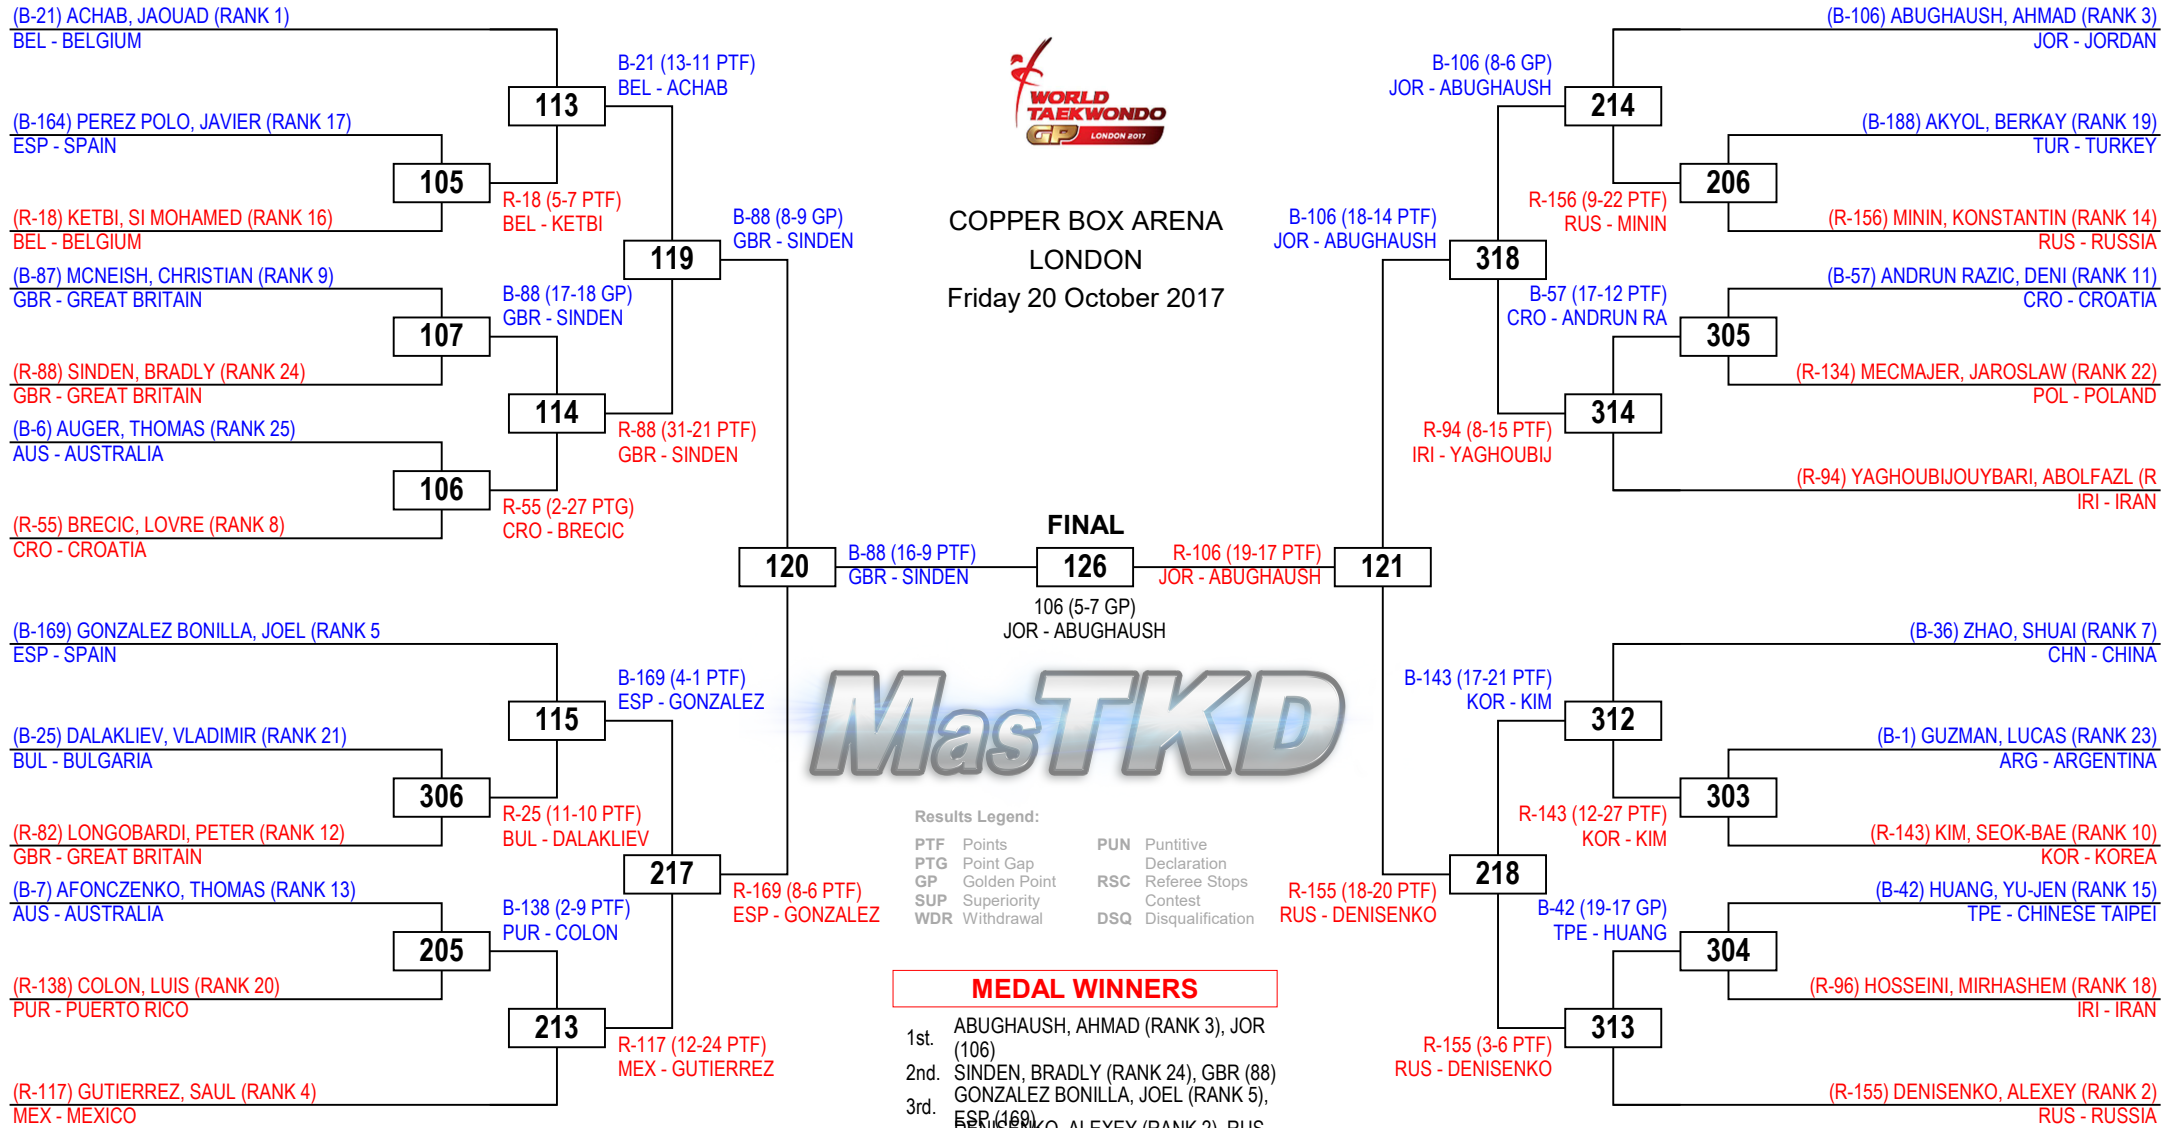 (B-21) ACHAB, JAOUAD (RANK 1)
BEL - BELGIUM
(B-164) PEREZ POLO, JAVIER (RANK 17)
ESP - SPAIN
(R-18) KETBI, SI MOHAMED (RANK 16)
BEL - BELGIUM
(B-87) MCNEISH, CHRISTIAN (RANK 9)
GBR - GREAT BRITAIN
(R-88) SINDEN, BRADLY (RANK 24)
GBR - GREAT BRITAIN
(B-6) AUGER, THOMAS (RANK 25)
AUS - AUSTRALIA
(R-55) BRECIC, LOVRE (RANK 8)
CRO - CROATIA
(B-169) GONZALEZ BONILLA, JOEL (RANK 5
ESP - SPAIN
(B-25) DALAKLIEV, VLADIMIR (RANK 21)
BUL - BULGARIA
(R-82) LONGOBARDI, PETER (RANK 12)
GBR - GREAT BRITAIN
(B-7) AFONCZENKO, THOMAS (RANK 13)
AUS - AUSTRALIA
(R-138) COLON, LUIS (RANK 20)
PUR - PUERTO RICO
(R-117) GUTIERREZ, SAUL (RANK 4)
MEX - MEXICO
105
107
106
306
205
R-18 (5-7 PTF)
BEL - KETBI
B-88 (17-18 GP)
GBR - SINDEN
R-55 (2-27 PTG)
CRO - BRECIC
R-25 (11-10 PTF)
BUL - DALAKLIEV
B-138 (2-9 PTF)
PUR - COLON
113
114
115
213
B-21 (13-11 PTF)
BEL - ACHAB
R-88 (31-21 PTF)
GBR - SINDEN
B-169 (4-1 PTF)
ESP - GONZALEZ
R-117 (12-24 PTF)
MEX - GUTIERREZ
119
217
B-88 (8-9 GP)
GBR - SINDEN
R-169 (8-6 PTF)
ESP - GONZALEZ
120
B-88 (16-9 PTF)
GBR - SINDEN
WORLD
TAEKWONDO
GP LONDON 2017
COPPER BOX ARENA
LONDON
Friday 20 October 2017
FINAL
126
106 (5-7 GP)
JOR - ABUGHAUSH
MasTKD
Results Legend:
PTF Points
PTG Point Gap
GP Golden Point
SUP Superiority
WDR Withdrawal
PUN Puntitive
Declaration
RSC Referee Stops
Contest
DSQ Disqualification
MEDAL WINNERS
1st. ABUGHAUSH, AHMAD (RANK 3), JOR
(106)
2nd. SINDEN, BRADLY (RANK 24), GBR (88)
3rd. GONZALEZ BONILLA, JOEL (RANK 5),
ESP (169)
DENISENKO, ALEXEY (RANK 2), RUS
R-106 (19-17 PTF)
JOR - ABUGHAUSH
121
B-106 (18-14 PTF)
JOR - ABUGHAUSH
R-155 (18-20 PTF)
RUS - DENISENKO
318
218
B-106 (8-6 GP)
JOR - ABUGHAUSH
R-94 (8-15 PTF)
IRI - YAGHOUBIJ
B-143 (17-21 PTF)
KOR - KIM
R-155 (3-6 PTF)
RUS - DENISENKO
214
314
312
313
R-156 (9-22 PTF)
RUS - MININ
B-57 (17-12 PTF)
CRO - ANDRUN RA
R-143 (12-27 PTF)
KOR - KIM
B-42 (19-17 GP)
TPE - HUANG
206
305
303
304
(B-106) ABUGHAUSH, AHMAD (RANK 3)
JOR - JORDAN
(B-188) AKYOL, BERKAY (RANK 19)
TUR - TURKEY
(R-156) MININ, KONSTANTIN (RANK 14)
RUS - RUSSIA
(B-57) ANDRUN RAZIC, DENI (RANK 11)
CRO - CROATIA
(R-134) MECMAJER, JAROSLAW (RANK 22)
POL - POLAND
(R-94) YAGHOUBIJOUYBARI, ABOLFAZL (R
IRI - IRAN
(B-36) ZHAO, SHUAI (RANK 7)
CHN - CHINA
(B-1) GUZMAN, LUCAS (RANK 23)
ARG - ARGENTINA
(R-143) KIM, SEOK-BAE (RANK 10)
KOR - KOREA
(B-42) HUANG, YU-JEN (RANK 15)
TPE - CHINESE TAIPEI
(R-96) HOSSEINI, MIRHASHEM (RANK 18)
IRI - IRAN
(R-155) DENISENKO, ALEXEY (RANK 2)
RUS - RUSSIA